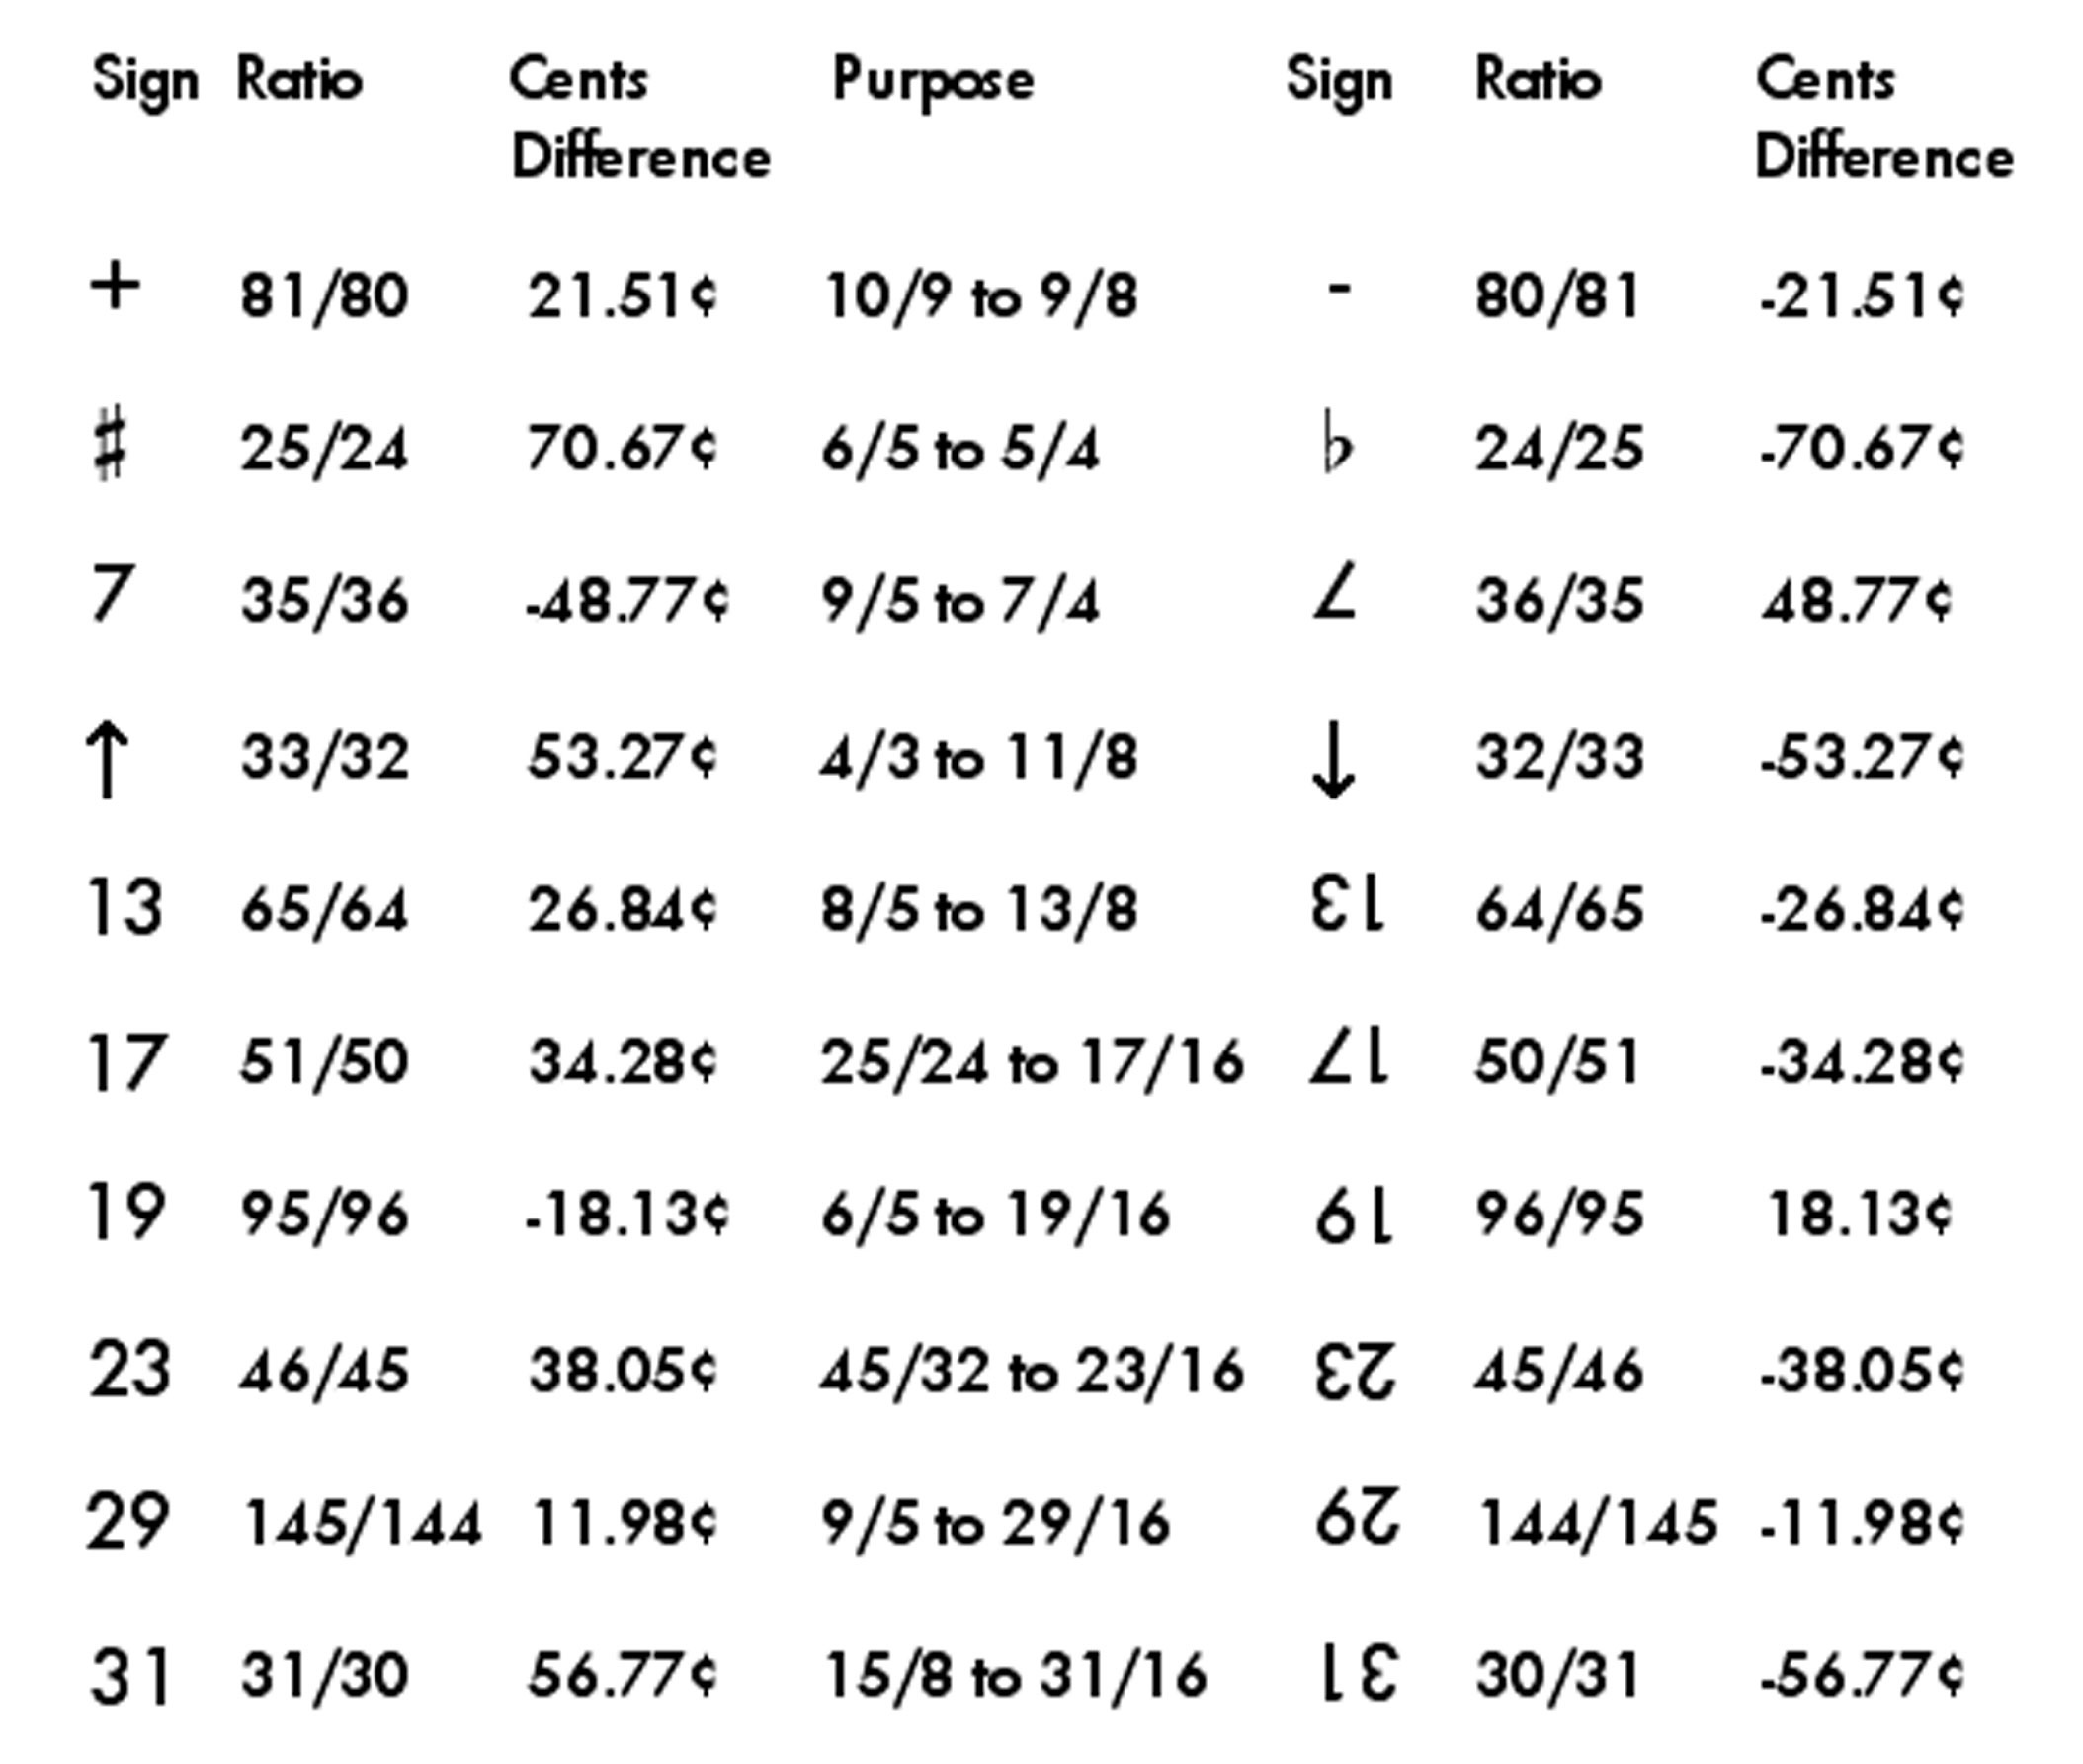 Sign Ratio Cents Difference Purpose Sign Ratio Cents Difference
+ 81/80 21.51¢ 10/9 to 9/8 - 80/81 -21.51¢
♯ 25/24 70.67¢ 6/5 to 5/4 ♭ 24/25 -70.67¢
7 35/36 -48.77¢ 9/5 to 7/4 7 36/35 48.77¢
↑ 33/32 53.27¢ 4/3 to 11/8 ↓ 32/33 -53.27¢
13 65/64 26.84¢ 8/5 to 13/8 13 64/65 -26.84¢
17 51/50 34.28¢ 25/24 to 17/16 17 50/51 -34.28¢
19 95/96 -18.13¢ 6/5 to 19/16 19 96/95 18.13¢
23 46/45 38.05¢ 45/32 to 23/16 23 45/46 -38.05¢
29 145/144 11.98¢ 9/5 to 29/16 29 144/145 -11.98¢
31 31/30 56.77¢ 15/8 to 31/16 31 30/31 -56.77¢